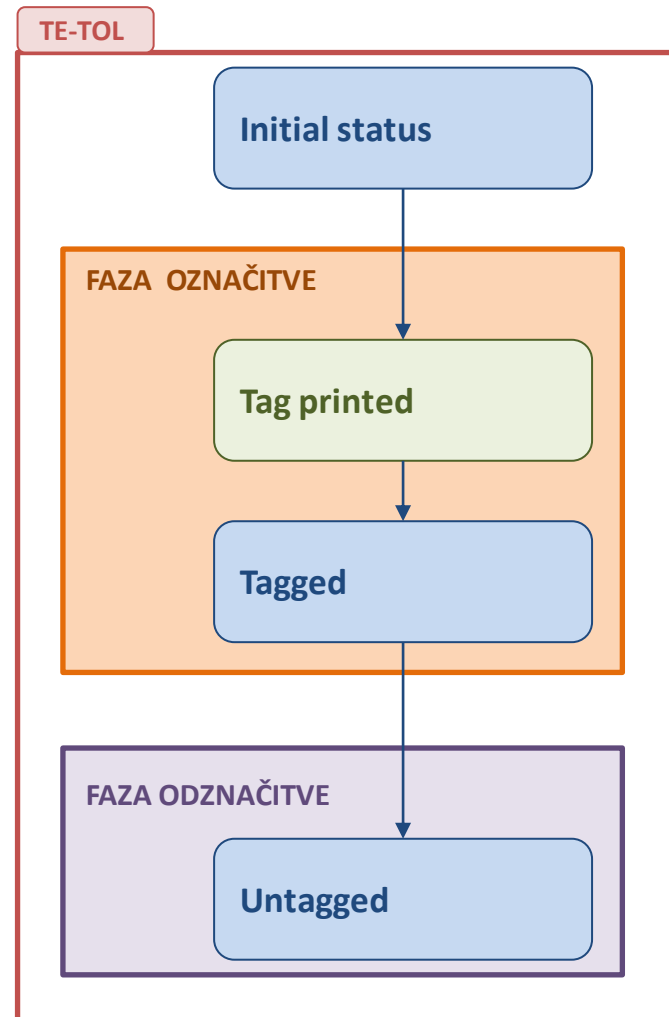 TE-TOL
Initial status
FAZA OZNAČITVE
Tag printed
Tagged
FAZA ODZNAČITVE
Untagged